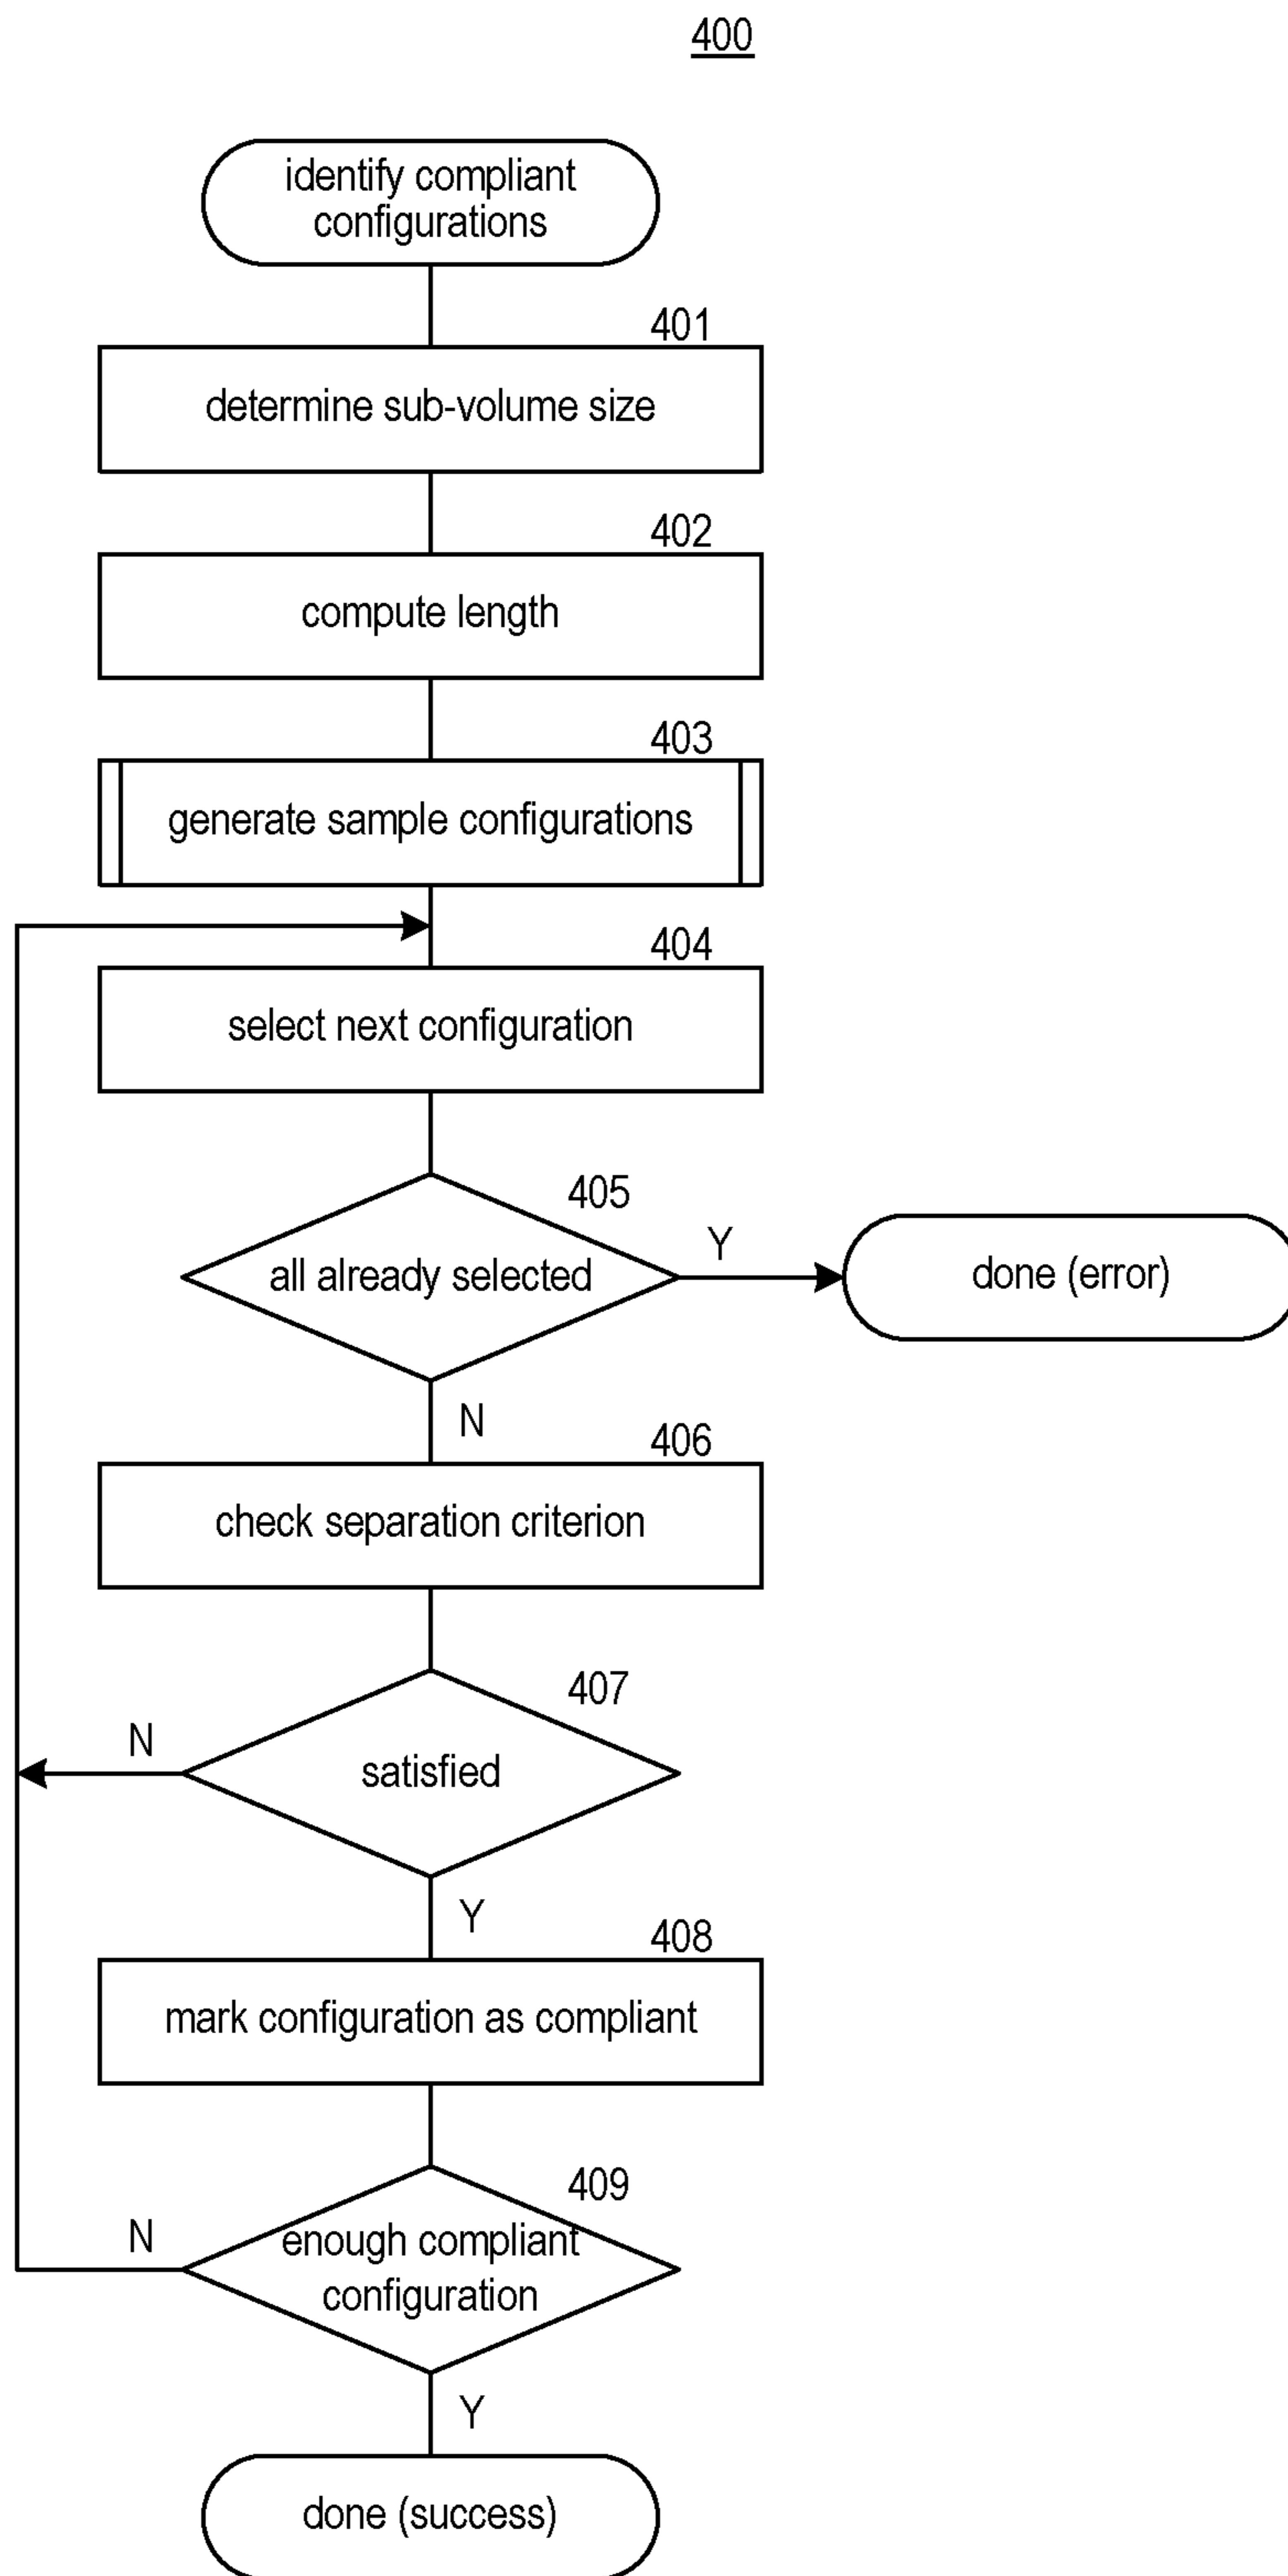 400
identify compliant
configurations
401
determine sub-volume size
402
compute length
403
generate sample configurations
404
select next configuration
405
all already selected
Y
done (error)
N
406
check separation criterion
407
N
satisfied
Y
408
mark configuration as compliant
409
N
enough compliant
configuration
Y
done (success)